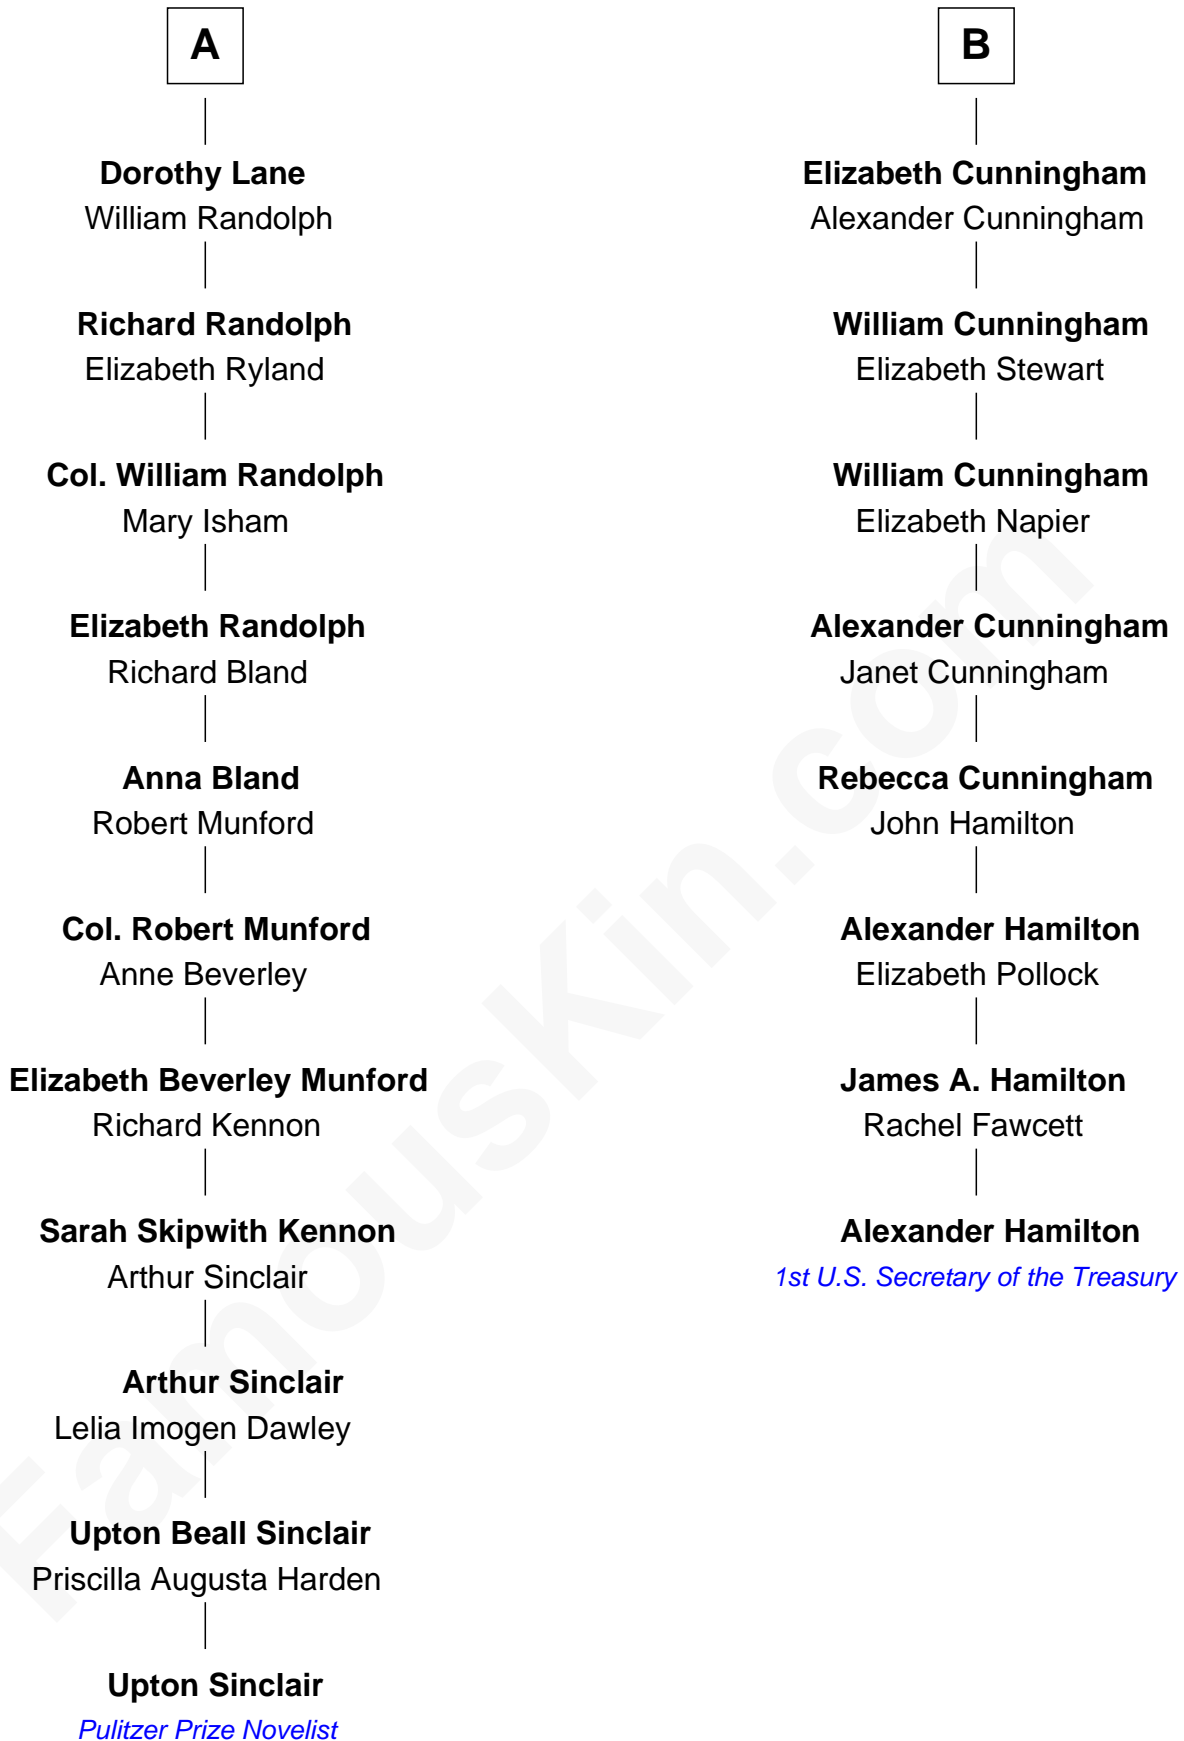 A
Dorothy Lane
William Randolph
Richard Randolph
Elizabeth Ryland
Col. William Randolph
Mary Isham
Elizabeth Randolph
Richard Bland
Anna Bland
Robert Munford
Col. Robert Munford
Anne Beverley
Elizabeth Beverley Munford
Richard Kennon
Sarah Skipwith Kennon
Arthur Sinclair
Arthur Sinclair
Lelia Imogen Dawley
Upton Beall Sinclair
Priscilla Augusta Harden
Upton Sinclair
Pulitzer Prize Novelist
B
Elizabeth Cunningham
Alexander Cunningham
William Cunningham
Elizabeth Stewart
William Cunningham
Elizabeth Napier
Alexander Cunningham
Janet Cunningham
Rebecca Cunningham
John Hamilton
Alexander Hamilton
Elizabeth Pollock
James A. Hamilton
Rachel Fawcett
Alexander Hamilton
1st U.S. Secretary of the Treasury
FamousKin.com